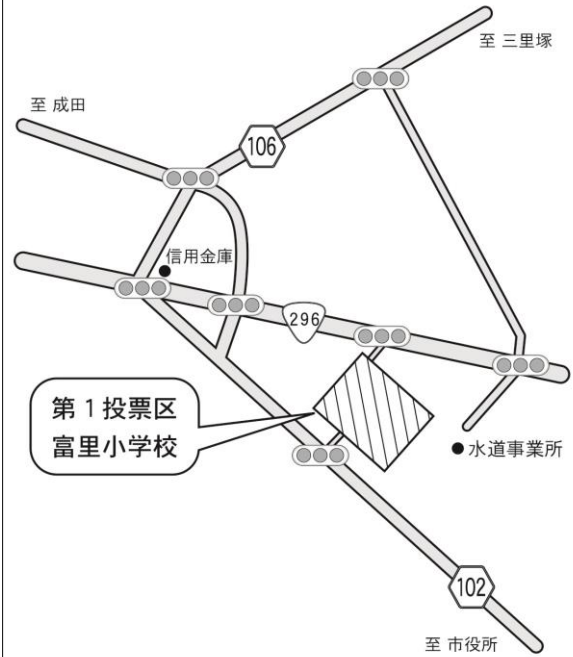 至 三里塚
至 成田
106
信用金庫
296
第1投票区
富里小学校
水道事業所
102
至 市役所